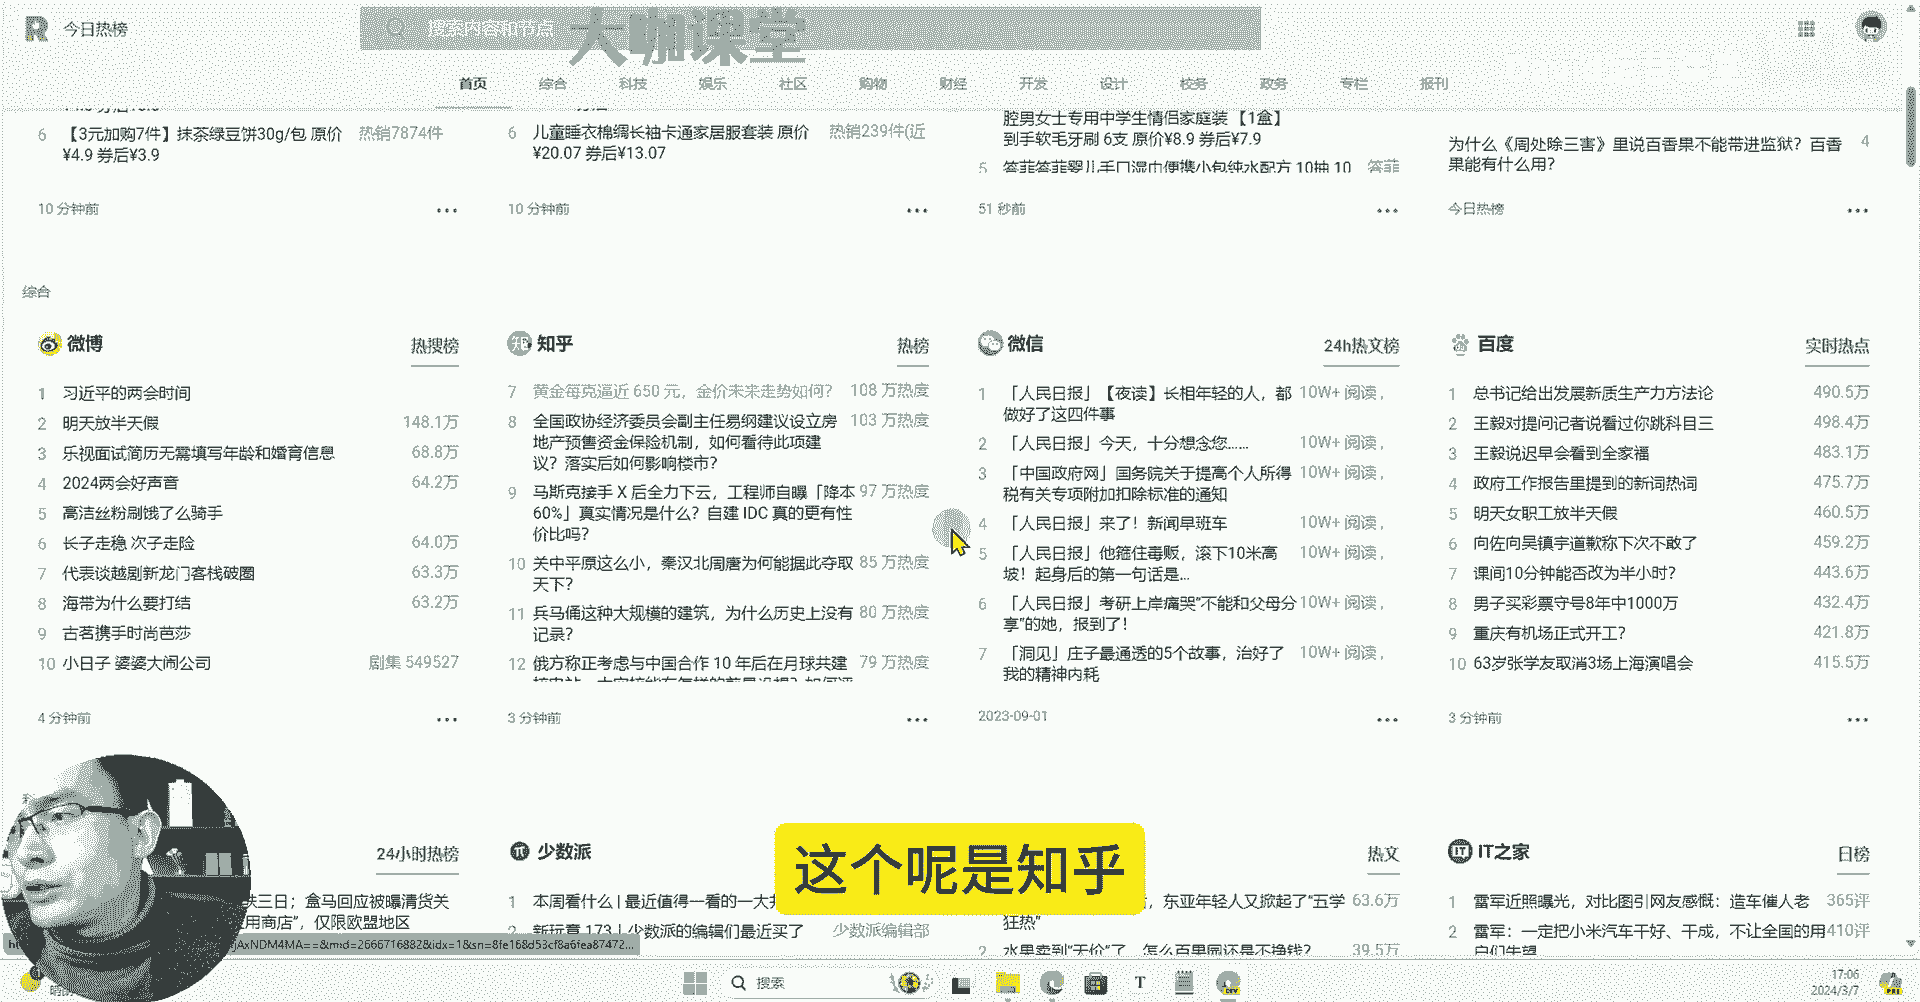 今日热榜
搜索内容和节点
大咖课堂
首页 综合 科技 娱乐 社区 购物 财经 开发 设计 校务 政务 专栏 报刊
6 【3元加购7件】抹茶绿豆饼30g/包 原价 热销7874件
¥4.9 券后¥3.9
10 分钟前
6 儿童睡衣棉绸长袖卡通家居服套装 原价 热销239件(近
¥20.07 券后¥13.07
10 分钟前
腔男女士专用中学生情侣家庭装 【1盒】
到手软毛牙刷 6支 原价¥8.9 券后¥7.9
5 答菲答菲婴儿手口湿巾便携小包纯水配方 10抽 10 答菲
51 秒前
为什么《周处除三害》里说百香果不能带进监狱？百香 4
果能有什么用？
今日热榜
综合
微博 热搜榜
1 习近平的两会时间
2 明天放半天假 148.1万
3 乐视面试简历无需填写年龄和婚育信息 68.8万
4 2024两会好声音 64.2万
5 高洁丝粉刷饿了么骑手
6 长子走稳 次子走险 64.0万
7 代表谈越剧新龙门客栈破圈 63.3万
8 海带为什么要打结 63.2万
9 古茗携手时尚芭莎
10 小日子 婆婆大闹公司 剧集 549527
4 分钟前
知乎 热榜
7 黄金每克逼近 650 元，金价未来走势如何？ 108 万热度
8 全国政协经济委员会副主任易纲建议设立房 103 万热度
地产预售资金保险机制，如何看待此项建
议？落实后如何影响楼市？
9 马斯克接手 X 后全力下云，工程师自曝「降本 97 万热度
60%」真实情况是什么？自建 IDC 真的更有性
价比吗？
10 关中平原这么小，秦汉北周唐为何能据此夺取 85 万热度
天下？
11 兵马俑这种大规模的建筑，为什么历史上没有 80 万热度
记录？
12 俄方称正考虑与中国合作 10 年后在月球共建 79 万热度
3 分钟前
微信 24h热文榜
1 「人民日报」【夜读】长相年轻的人，都 10W+ 阅读，
做好了这四件事
2 「人民日报」今天，十分想念您…… 10W+ 阅读，
3 「中国政府网」国务院关于提高个人所得 10W+ 阅读，
税有关专项附加扣除标准的通知
4 「人民日报」来了！新闻早班车 10W+ 阅读，
5 「人民日报」他箍住毒贩，滚下10米高 10W+ 阅读，
坡！起身后的第一句话是…
6 「人民日报」考研上岸痛哭“不能和父母分 10W+ 阅读，
享”的她，报到了！
7 「洞见」庄子最通透的5个故事，治好了 10W+ 阅读，
我的精神内耗
2023-09-01
百度 实时热点
1 总书记给出发展新质生产力方法论 490.5万
2 王毅对提问记者说看过你跳科目三 498.4万
3 王毅说迟早会看到全家福 483.1万
4 政府工作报告里提到的新词热词 475.7万
5 明天女职工放半天假 460.5万
6 向佐向吴镇宇道歉称下次不敢了 459.2万
7 课间10分钟能否改为半小时？ 443.6万
8 男子买彩票守号8年中1000万 432.4万
9 重庆有机场正式开工？ 421.8万
10 63岁张学友取消3场上海演唱会 415.5万
3 分钟前
24小时热榜
三日；盒马回应被曝清货关
用商店”，仅限欧盟地区
少数派
1 本周看什么 | 最近值得一看的一大
新玩意 173 | 少数派的编辑们最近买了 少数派编辑部
热文
，东亚年轻人又掀起了“五学 63.6万
狂热”
2 水果卖到“天价”了，怎么百果园还是不挣钱？ 39.5万
IT之家 日榜
1 雷军近照曝光，对比图引网友感慨：造车催人老 365评
2 雷军：一定把小米汽车干好、干成，不让全国的用 410评
户们失望
这个呢是知乎
jAxNDM4MA==&mid=2666716882&idx=1&sn=8fe16d53cf8a6fea87472...
搜索
17:06
2024/3/7